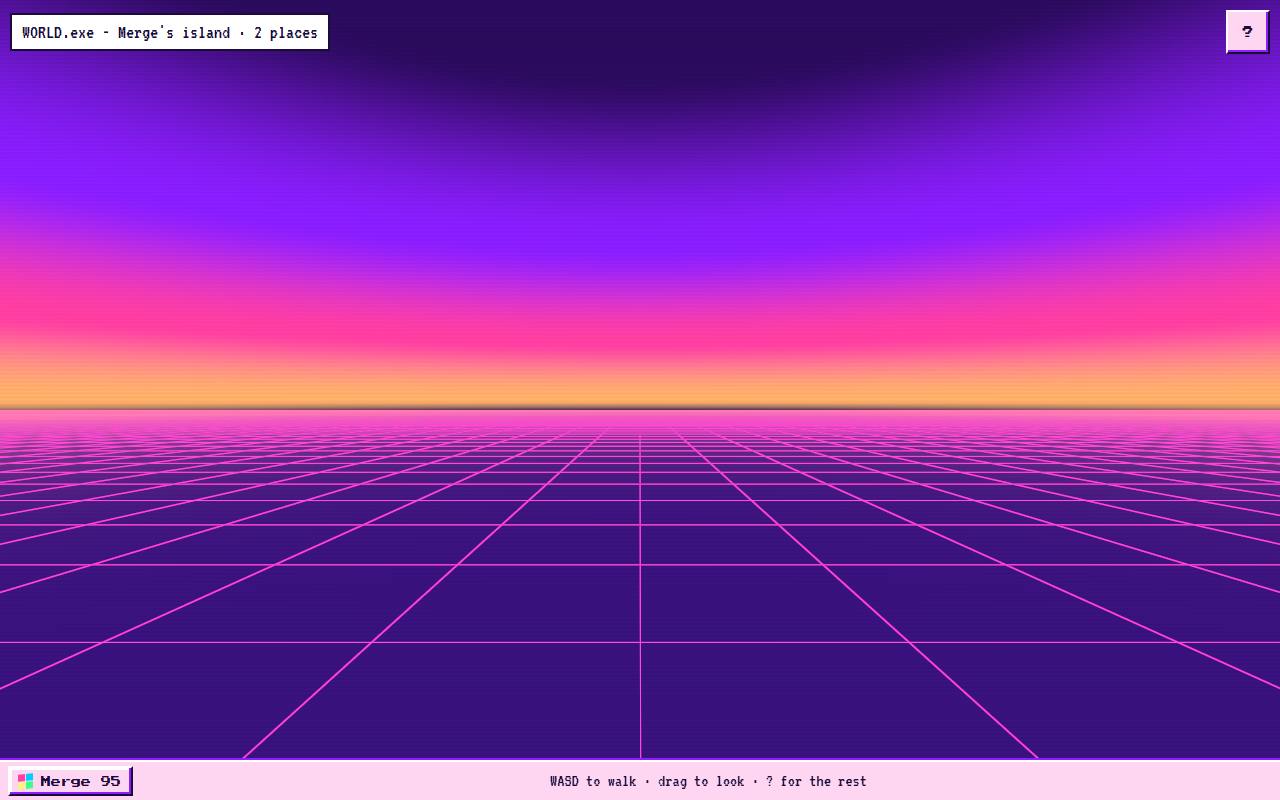 WORLD.exe - Merge's island · 2 places
?
Merge 95
WASD to walk · drag to look · ? for the rest